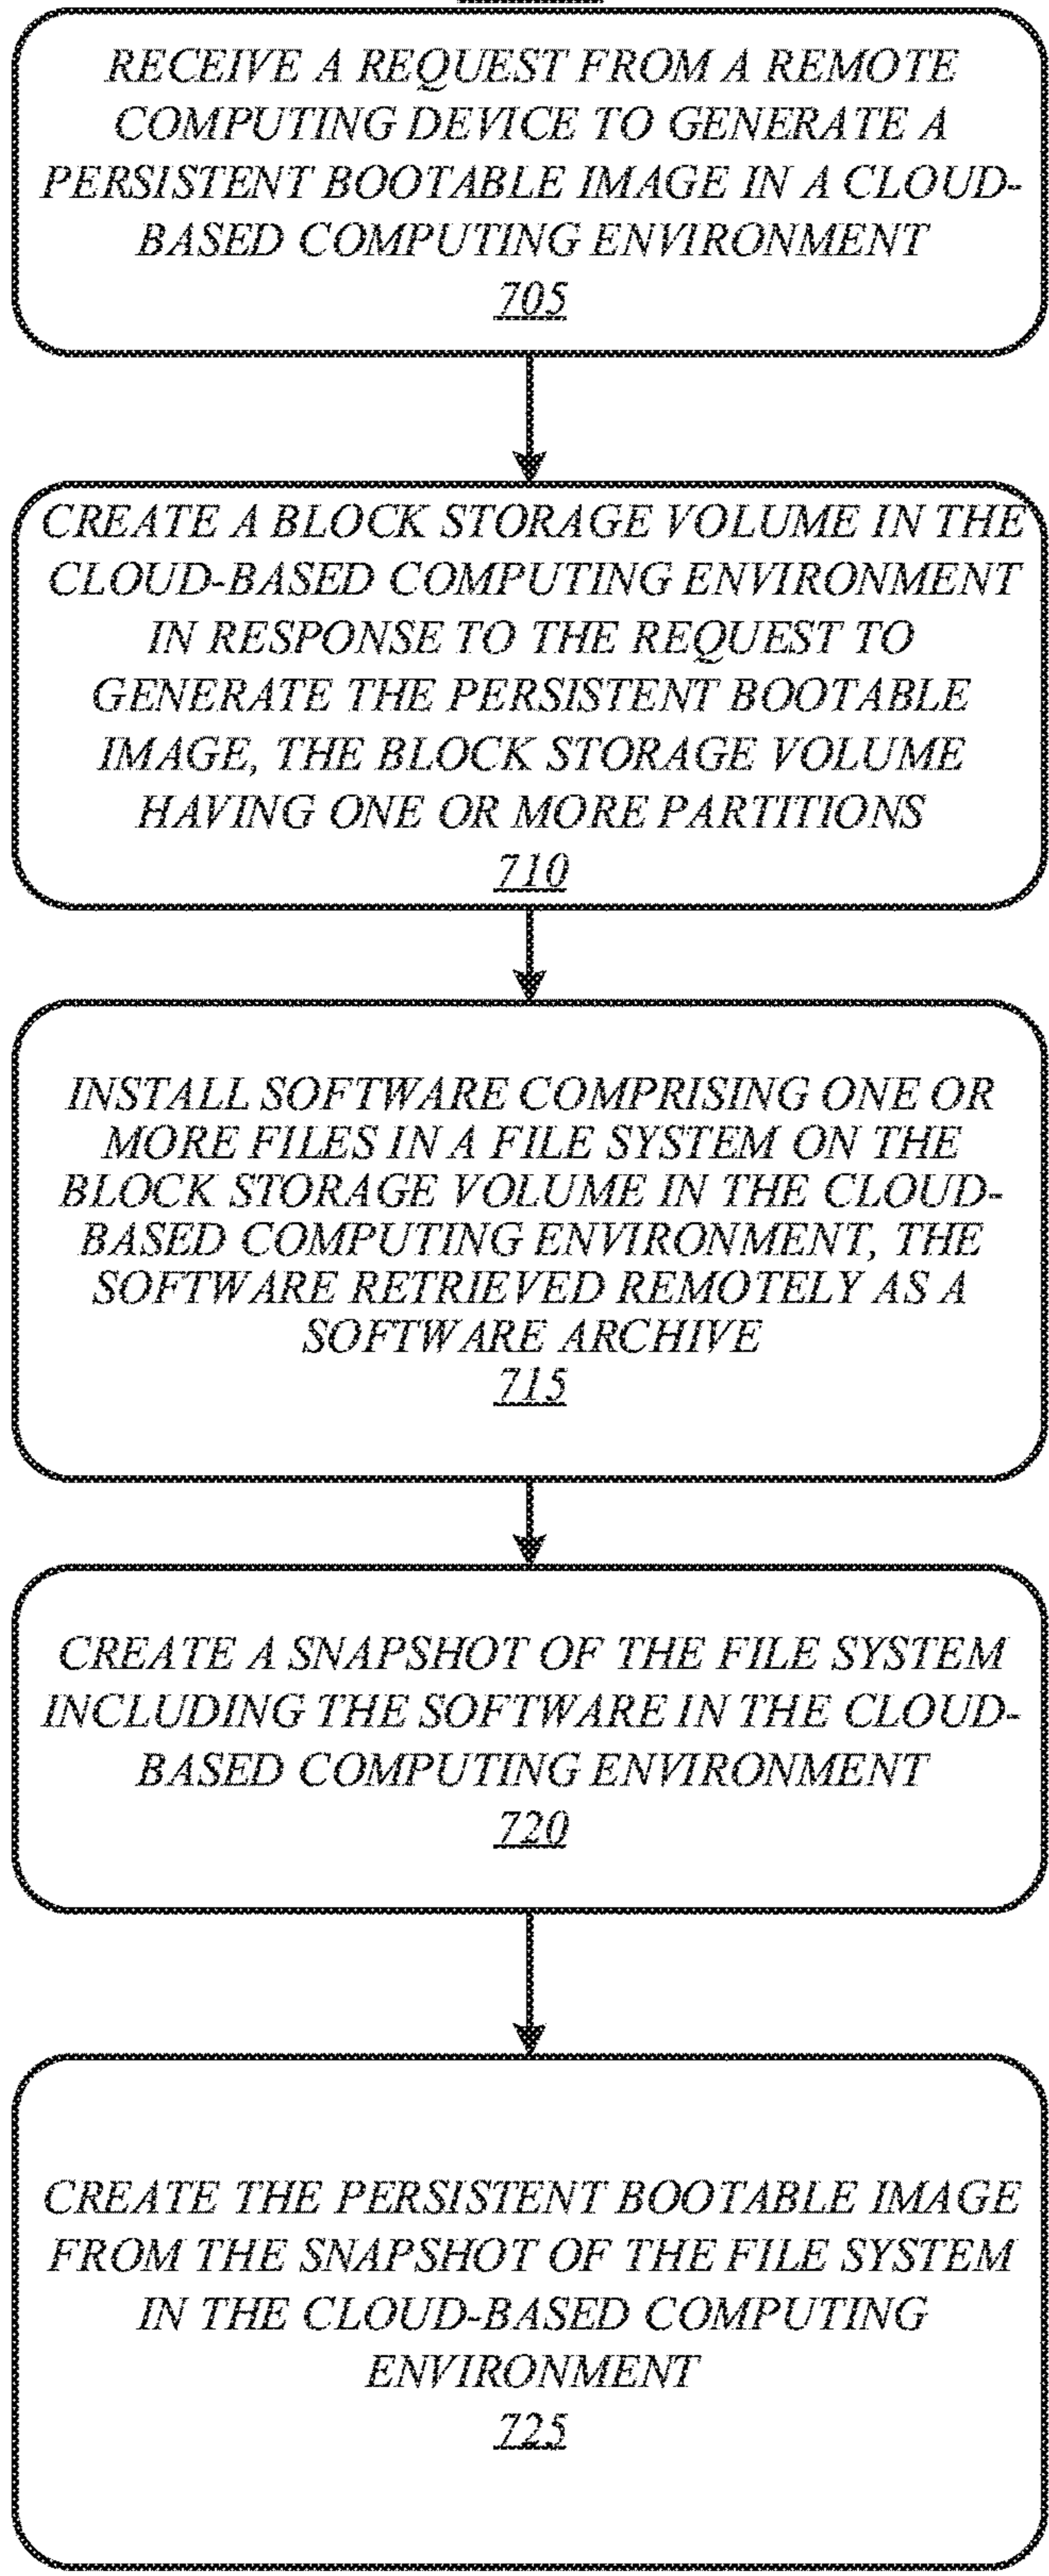 RECEIVE A REQUEST FROM A REMOTE
COMPUTING DEVICE TO GENERATE A
PERSISTENT BOOTABLE IMAGE IN A CLOUD-
BASED COMPUTING ENVIRONMENT
705
CREATE A BLOCK STORAGE VOLUME IN THE
CLOUD-BASED COMPUTING ENVIRONMENT
IN RESPONSE TO THE REQUEST TO
GENERATE THE PERSISTENT BOOTABLE
IMAGE, THE BLOCK STORAGE VOLUME
HAVING ONE OR MORE PARTITIONS
710
INSTALL SOFTWARE COMPRISING ONE OR
MORE FILES IN A FILE SYSTEM ON THE
BLOCK STORAGE VOLUME IN THE CLOUD-
BASED COMPUTING ENVIRONMENT, THE
SOFTWARE RETRIEVED REMOTELY AS A
SOFTWARE ARCHIVE
715
CREATE A SNAPSHOT OF THE FILE SYSTEM
INCLUDING THE SOFTWARE IN THE CLOUD-
BASED COMPUTING ENVIRONMENT
720
CREATE THE PERSISTENT BOOTABLE IMAGE
FROM THE SNAPSHOT OF THE FILE SYSTEM
IN THE CLOUD-BASED COMPUTING
ENVIRONMENT
725